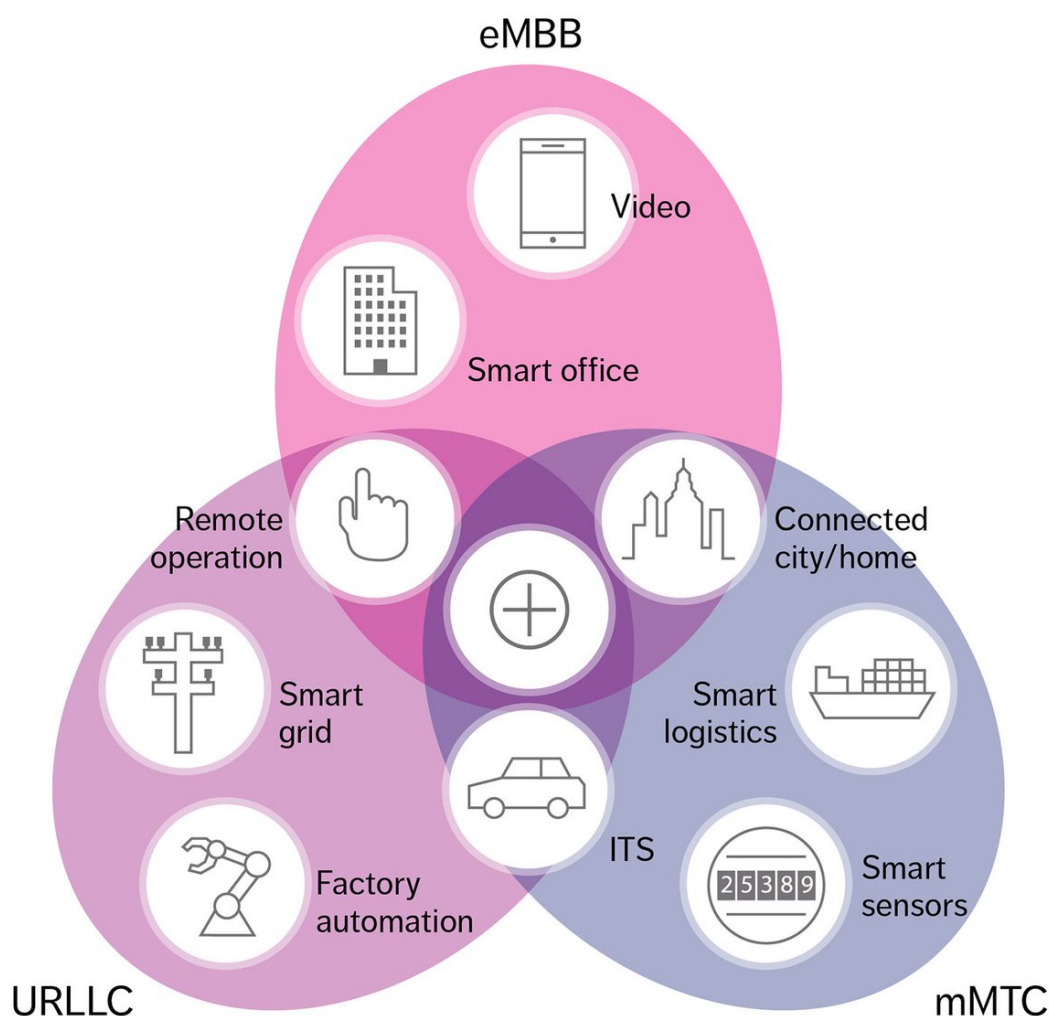 eMBB
Video
Smart office
Remote
operation
Connected
city/home
Smart
grid
Smart
logistics
ITS
Factory
automation
25389
Smart
sensors
URLLC
mMTC